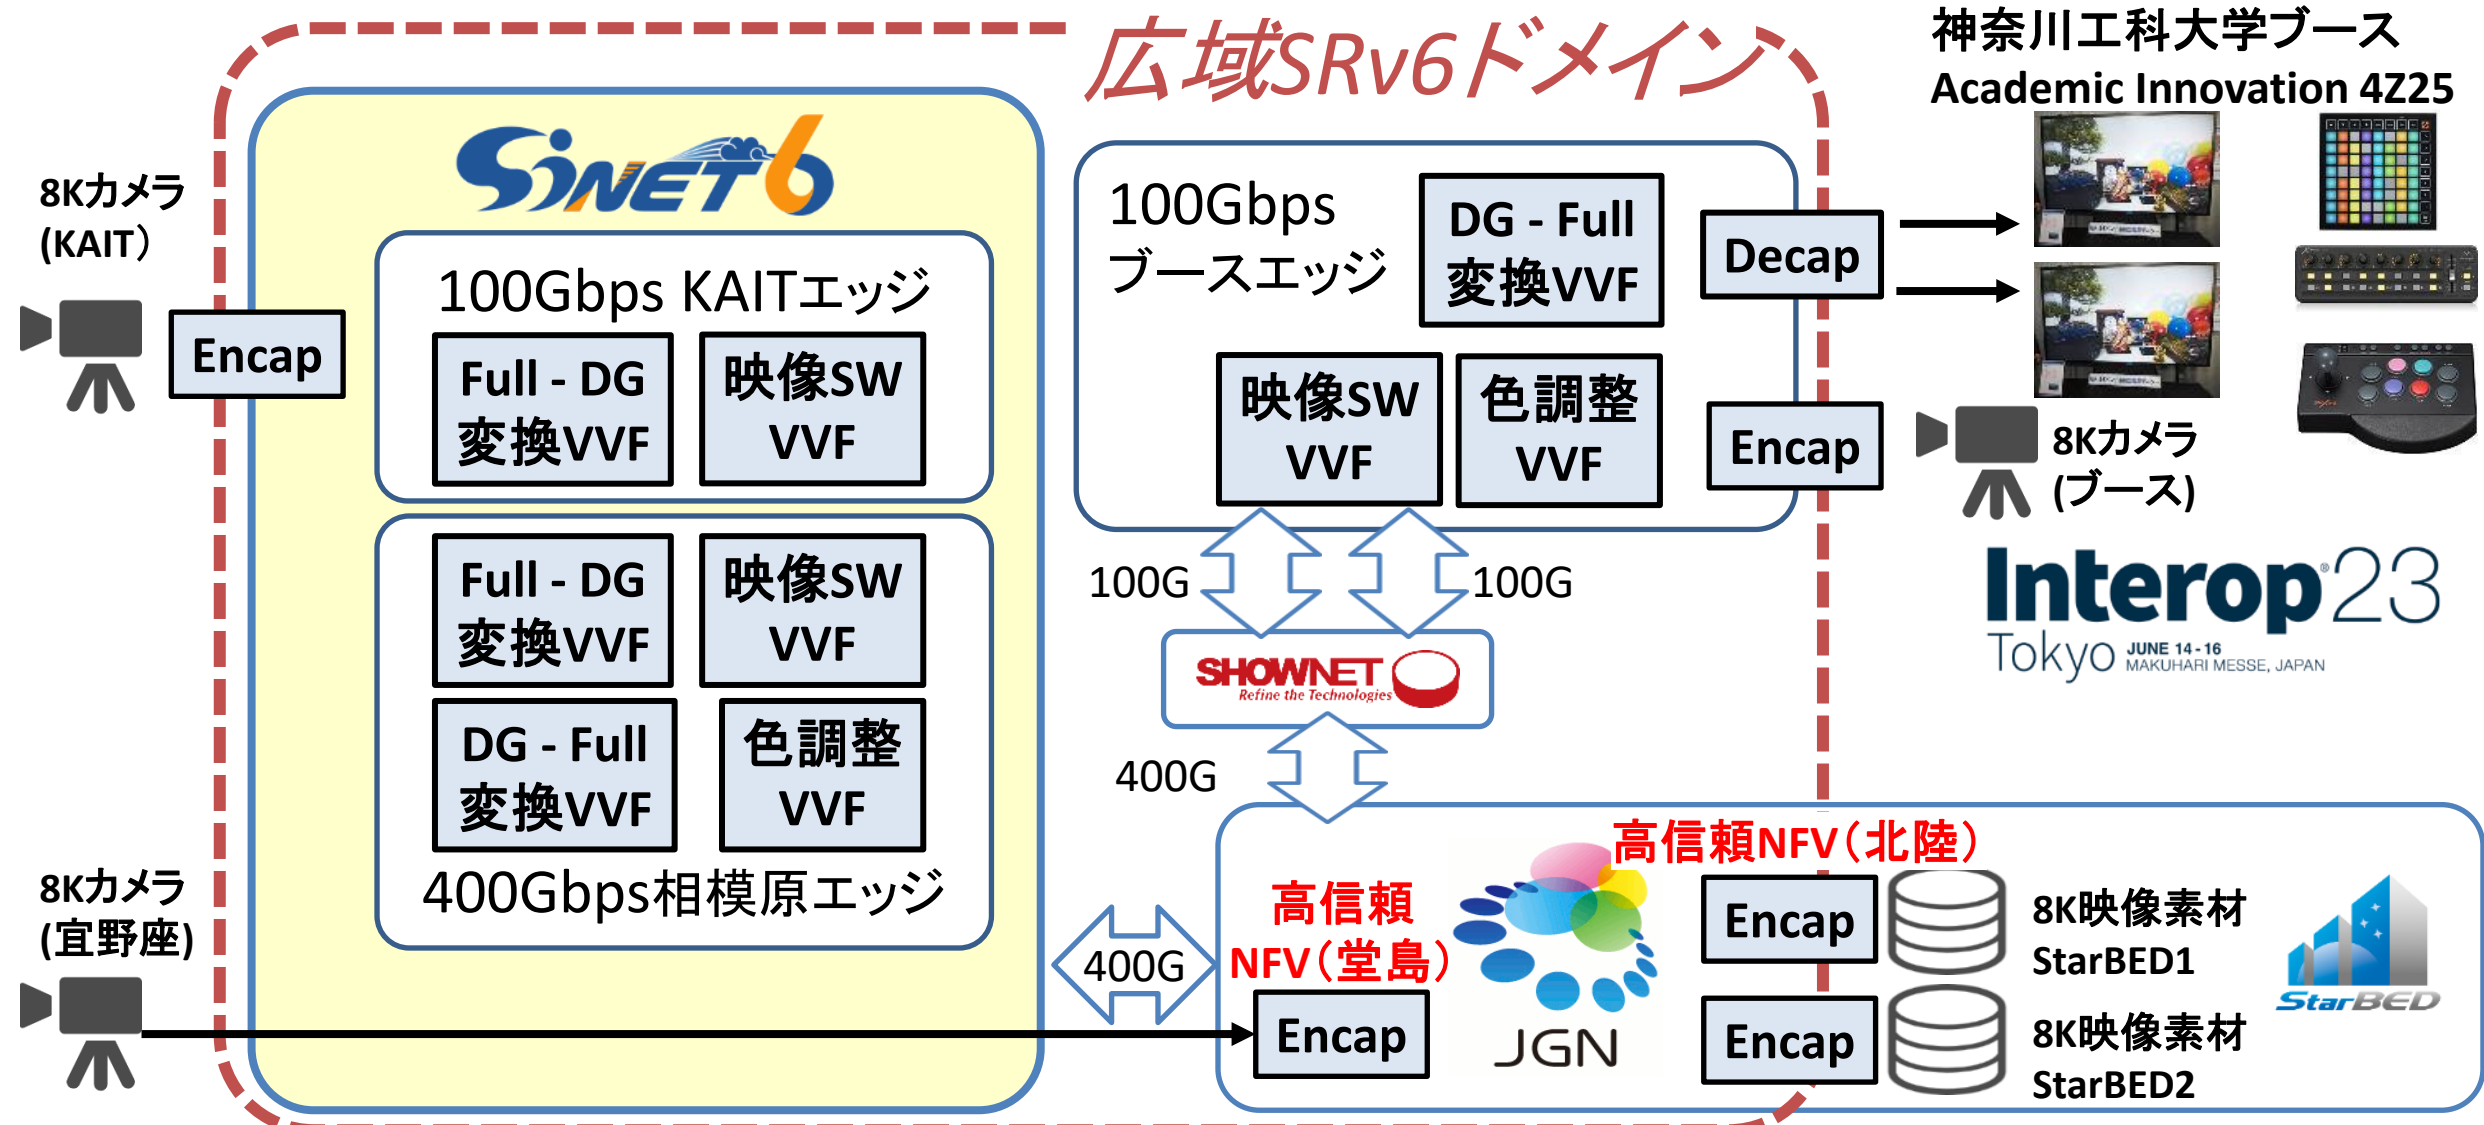 広域SRv6ドメイン
神奈川工科大学ブース
Academic Innovation 4Z25
SiNET6
8Kカメラ
(KAIT）
Encap
100Gbps KAITエッジ
Full - DG
変換VVF
映像SW
VVF
Full - DG
変換VVF
映像SW
VVF
DG - Full
変換VVF
色調整
VVF
400Gbps相模原エッジ
8Kカメラ
(宜野座)
100Gbps
ブースエッジ
DG - Full
変換VVF
Decap
映像SW
VVF
色調整
VVF
Encap
8Kカメラ
(ブース)
100G
100G
SHOWNET
Refine the Technologies
400G
Interop®23
Tokyo JUNE 14 - 16
MAKUHARI MESSE, JAPAN
400G
高信頼
NFV（堂島）
Encap
JGN
高信頼NFV（北陸）
Encap
8K映像素材
StarBED1
Encap
8K映像素材
StarBED2
StarBED